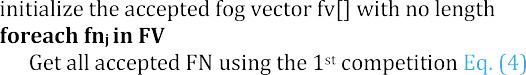 initialize the accepted fog vector fv[] with no length
foreach fnⱼ in FV
Get all accepted FN using the 1st competition Eq. (4)